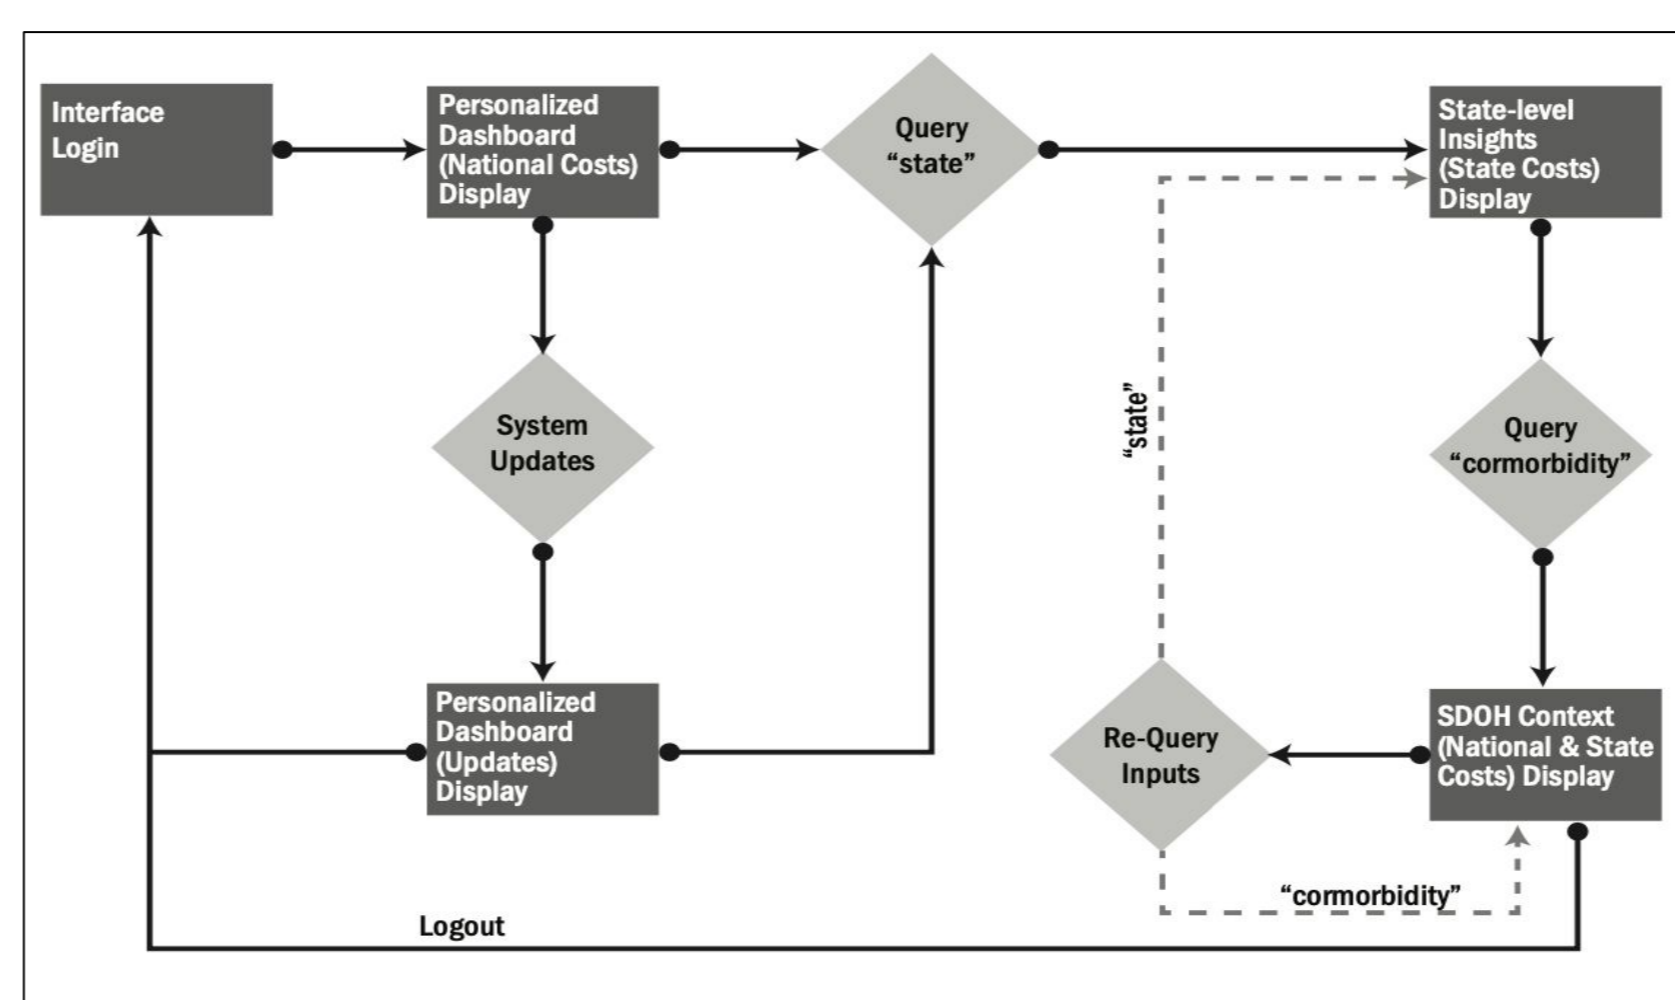 Interface
Login
Personalized
Dashboard
(National Costs)
Display
Query
“state”
State-level
Insights
(State Costs)
Display
System
Updates
“state”
Query
“cormorbidity”
Personalized
Dashboard
(Updates)
Display
Re-Query
Inputs
SDOH Context
(National & State
Costs) Display
“cormorbidity”
Logout